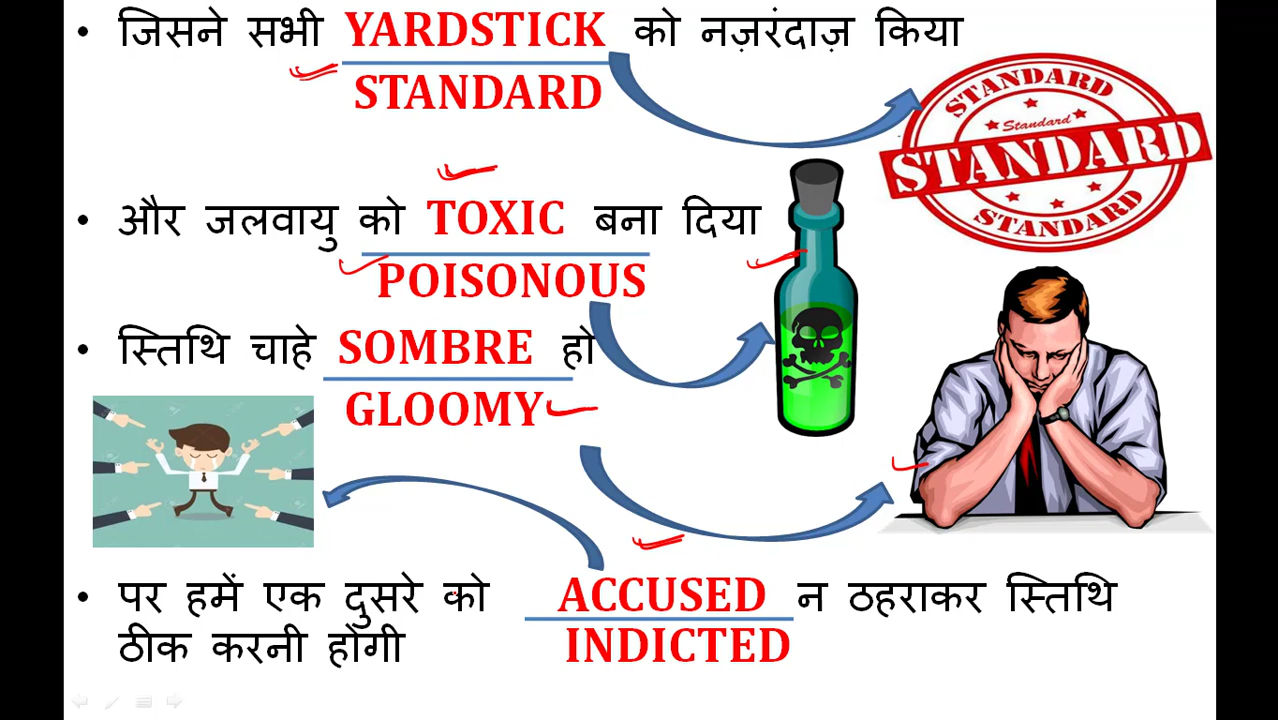 • जिसने सभी YARDSTICK को नज़रंदाज़ किया
STANDARD
STANDARD
Standard
STANDARD
STANDARD
• और जलवायु को TOXIC बना दिया
POISONOUS
• स्तिथि चाहे SOMBRE हो
GLOOMY
• पर हमें एक दुसरे को ACCUSED न ठहराकर स्तिथि
ठीक करनी होगी
INDICTED